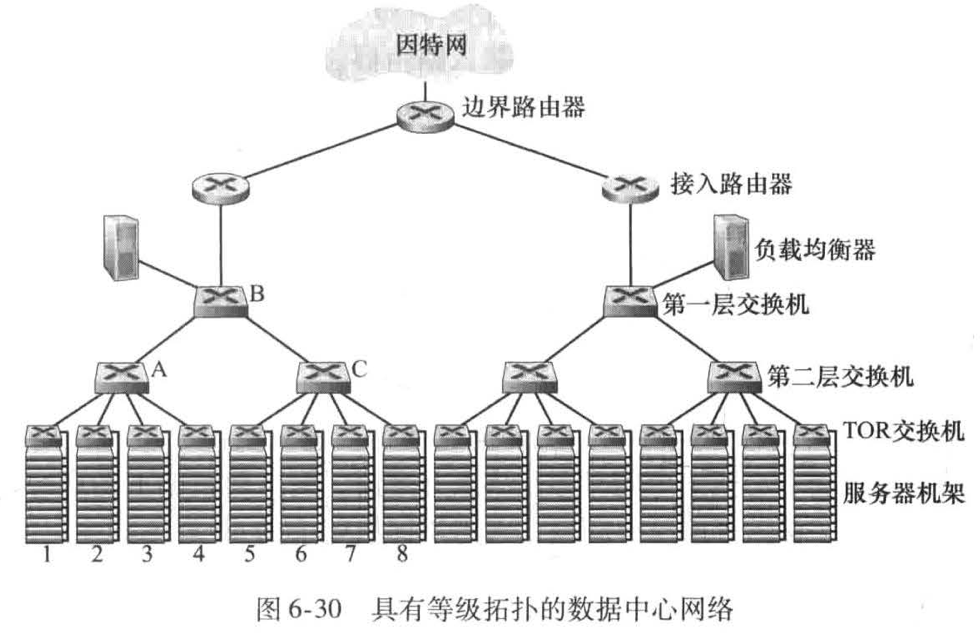 因特网
边界路由器
接入路由器
负载均衡器
B
第一层交换机
A
C
第二层交换机
TOR交换机
服务器机架
1 2 3 4 5 6 7 8
图 6-30 具有等级拓扑的数据中心网络